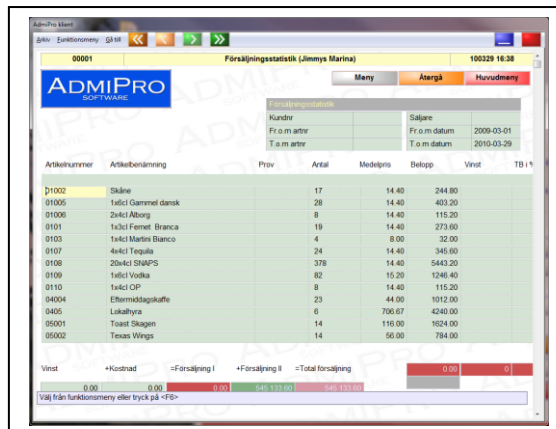 AdmiPro klient
Arkiv Funktionsmeny Gå till
00001 Försäljningsstatistik (Jimmys Marina) 100329 16:38
ADMIPRO SOFTWARE
Meny Återgå Huvudmeny
Försäljningsstatistik
Kundnr Säljare
Fr.o.m artnr Fr.o.m datum 2009-03-01
T.o.m artnr T.o.m datum 2010-03-29
Artikelnummer Artikelbenämning Prov Antal Medelpris Belopp Vinst TB i %
01002 Skåne 17 14.40 244.80
01005 1x6cl Gammel dansk 28 14.40 403.20
01006 2x4cl Ålborg 8 14.40 115.20
0101 1x3cl Fernet Branca 19 14.40 273.60
0103 1x4cl Martini Bianco 4 8.00 32.00
0107 4x4cl Tequila 24 14.40 345.60
0108 20x4cl SNAPS 378 14.40 5443.20
0109 1x6cl Vodka 82 15.20 1246.40
0110 1x4cl OP 8 14.40 115.20
04004 Eftermiddagskaffe 23 44.00 1012.00
0405 Lokalhyra 6 706.67 4240.00
05001 Toast Skagen 14 116.00 1624.00
05002 Texas Wings 14 56.00 784.00
Vinst +Kostnad =Försäljning I +Försäljning II =Total försäljning 0.00 0
0.00 0.00 0.00 545 133.60 545 133.60
Välj från funktionsmeny eller tryck på <F6>